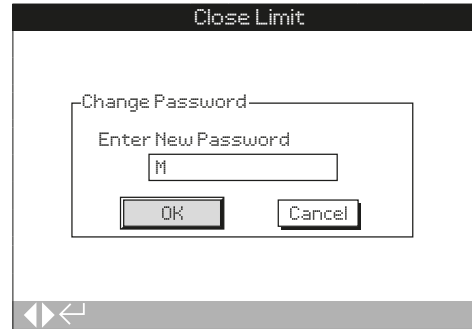 Close Limit
Change Password
Enter New Password
M
OK
Cancel